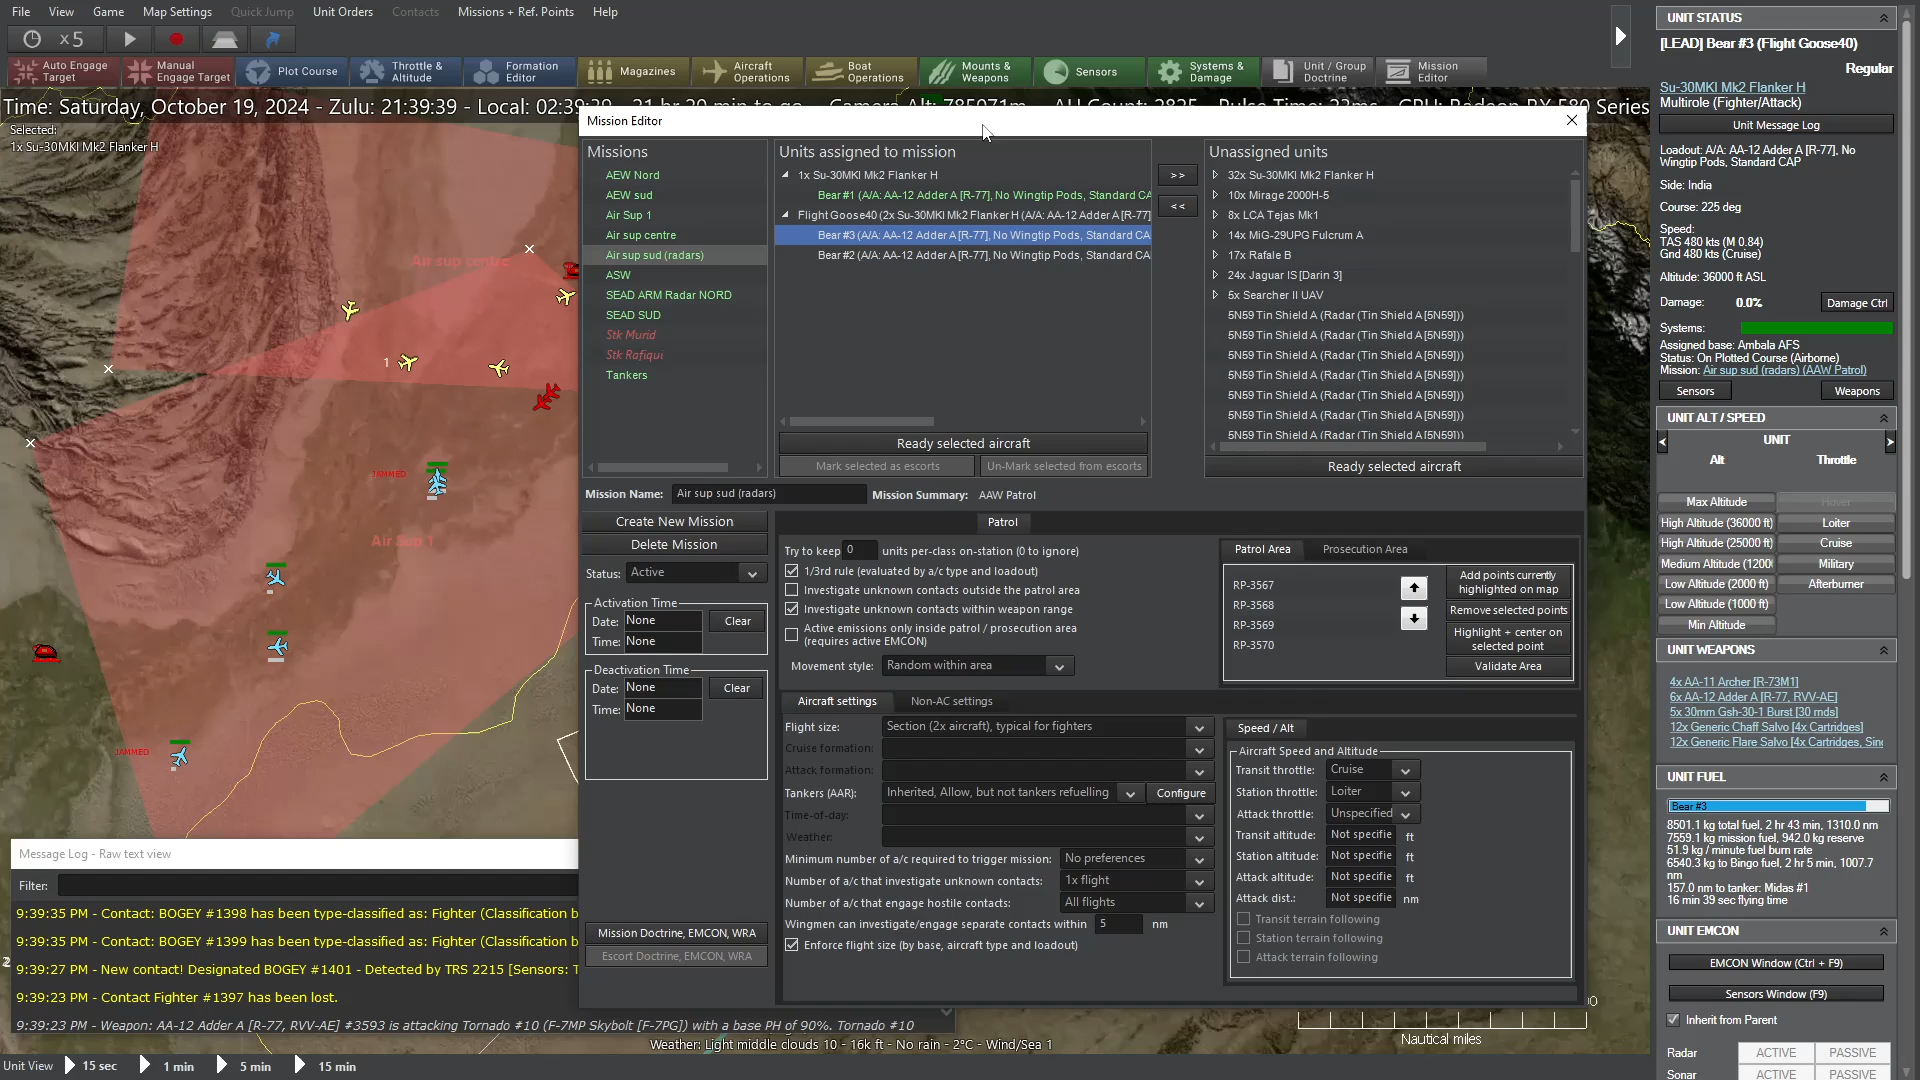 File View Game Map Settings Quick Jump Unit Orders Contacts Missions + Ref. Points Help
x5
Auto Engage Target
Manual Engage Target
Plot Course
Throttle & Altitude
Formation Editor
Magazines
Aircraft Operations
Boat Operations
Mounts & Weapons
Sensors
Systems & Damage
Unit / Group Doctrine
Mission Editor
Time: Saturday, October 19, 2024 - Zulu: 21:39:39 - Local:
Series
Selected:
1x Su-30MKI Mk2 Flanker H
Air sup centre
1
JAMMED
Air Sup 1
JAMMED
Mission Editor
Missions
AEW Nord
AEW sud
Air Sup 1
Air sup centre
Air sup sud (radars)
ASW
SEAD ARM Radar NORD
SEAD SUD
Stk Murid
Stk Rafiqui
Tankers
Units assigned to mission
1x Su-30MKI Mk2 Flanker H
Bear #1 (A/A: AA-12 Adder A [R-77], No Wingtip Pods, Standard CA
Flight Goose40 (2x Su-30MKI Mk2 Flanker H (A/A: AA-12 Adder A [R-77]
Bear #3 (A/A: AA-12 Adder A [R-77], No Wingtip Pods, Standard CA
Bear #2 (A/A: AA-12 Adder A [R-77], No Wingtip Pods, Standard CA
Ready selected aircraft
Mark selected as escorts
Un-Mark selected from escorts
>>
<<
Unassigned units
32x Su-30MKI Mk2 Flanker H
10x Mirage 2000H-5
8x LCA Tejas Mk1
14x MiG-29UPG Fulcrum A
17x Rafale B
24x Jaguar IS [Darin 3]
5x Searcher II UAV
5N59 Tin Shield A (Radar (Tin Shield A [5N59]))
5N59 Tin Shield A (Radar (Tin Shield A [5N59]))
5N59 Tin Shield A (Radar (Tin Shield A [5N59]))
5N59 Tin Shield A (Radar (Tin Shield A [5N59]))
5N59 Tin Shield A (Radar (Tin Shield A [5N59]))
5N59 Tin Shield A (Radar (Tin Shield A [5N59]))
5N59 Tin Shield A (Radar (Tin Shield A [5N59]))
Ready selected aircraft
Mission Name: Air sup sud (radars) Mission Summary: AAW Patrol
Create New Mission
Delete Mission
Status: Active
Activation Time
Date: None Clear
Time: None
Deactivation Time
Date: None Clear
Time: None
Mission Doctrine, EMCON, WRA
Escort Doctrine, EMCON, WRA
Patrol
Try to keep 0 units per-class on-station (0 to ignore)
1/3rd rule (evaluated by a/c type and loadout)
Investigate unknown contacts outside the patrol area
Investigate unknown contacts within weapon range
Active emissions only inside patrol / prosecution area
(requires active EMCON)
Movement style: Random within area
Patrol Area Prosecution Area
RP-3567
RP-3568
RP-3569
RP-3570
Add points currently highlighted on map
Remove selected points
Highlight + center on selected point
Validate Area
Aircraft settings Non-AC settings
Flight size: Section (2x aircraft), typical for fighters
Cruise formation:
Attack formation:
Tankers (AAR): Inherited, Allow, but not tankers refuelling Configure
Time-of-day:
Weather:
Minimum number of a/c required to trigger mission: No preferences
Number of a/c that investigate unknown contacts: 1x flight
Number of a/c that engage hostile contacts: All flights
Wingmen can investigate/engage separate contacts within 5 nm
Enforce flight size (by base, aircraft type and loadout)
Speed / Alt
Aircraft Speed and Altitude
Transit throttle: Cruise
Station throttle: Loiter
Attack throttle: Unspecified
Transit altitude: Not specifie ft
Station altitude: Not specifie ft
Attack altitude: Not specifie ft
Attack dist.: Not specifie nm
Transit terrain following
Station terrain following
Attack terrain following
Message Log - Raw text view
Filter:
9:39:35 PM - Contact: BOGEY #1398 has been type-classified as: Fighter (Classification b
9:39:35 PM - Contact: BOGEY #1399 has been type-classified as: Fighter (Classification b
9:39:27 PM - New contact! Designated BOGEY #1401 - Detected by TRS 2215 [Sensors: T
9:39:23 PM - Contact Fighter #1397 has been lost.
9:39:23 PM - Weapon: AA-12 Adder A [R-77, RVV-AE] #3593 is attacking Tornado #10 (F-7MP Skybolt [F-7PG]) with a base PH of 90%. Tornado #10
2
Weather: Light middle clouds 10 - 16k ft - No rain - 2°C - Wind/Sea 1
Nautical miles
Unit View 15 sec 1 min 5 min 15 min
UNIT STATUS
[LEAD] Bear #3 (Flight Goose40)
Regular
Su-30MKI Mk2 Flanker H
Multirole (Fighter/Attack)
Unit Message Log
Loadout: A/A: AA-12 Adder A [R-77], No
Wingtip Pods, Standard CAP
Side: India
Course: 225 deg
Speed:
TAS 480 kts (M 0.84)
Gnd 480 kts (Cruise)
Altitude: 36000 ft ASL
Damage: 0.0% Damage Ctrl
Systems:
Assigned base: Ambala AFS
Status: On Plotted Course (Airborne)
Mission: Air sup sud (radars) (AAW Patrol)
Sensors Weapons
UNIT ALT / SPEED
< UNIT >
Alt Throttle
Max Altitude Hover
High Altitude (36000 ft) Loiter
High Altitude (25000 ft) Cruise
Medium Altitude (1200 Military
Low Altitude (2000 ft) Afterburner
Low Altitude (1000 ft)
Min Altitude
UNIT WEAPONS
4x AA-11 Archer [R-73M1]
6x AA-12 Adder A [R-77, RVV-AE]
5x 30mm Gsh-30-1 Burst [30 rnds]
12x Generic Chaff Salvo [4x Cartridges]
12x Generic Flare Salvo [4x Cartridges, Sin
UNIT FUEL
Bear #3
8501.1 kg total fuel, 2 hr 43 min, 1310.0 nm
7559.1 kg mission fuel, 942.0 kg reserve
51.9 kg / minute fuel burn rate
6540.3 kg to Bingo fuel, 2 hr 5 min, 1007.7
nm
157.0 nm to tanker: Midas #1
16 min 39 sec flying time
UNIT EMCON
EMCON Window (Ctrl + F9)
Sensors Window (F9)
Inherit from Parent
Radar ACTIVE PASSIVE
Sonar ACTIVE PASSIVE